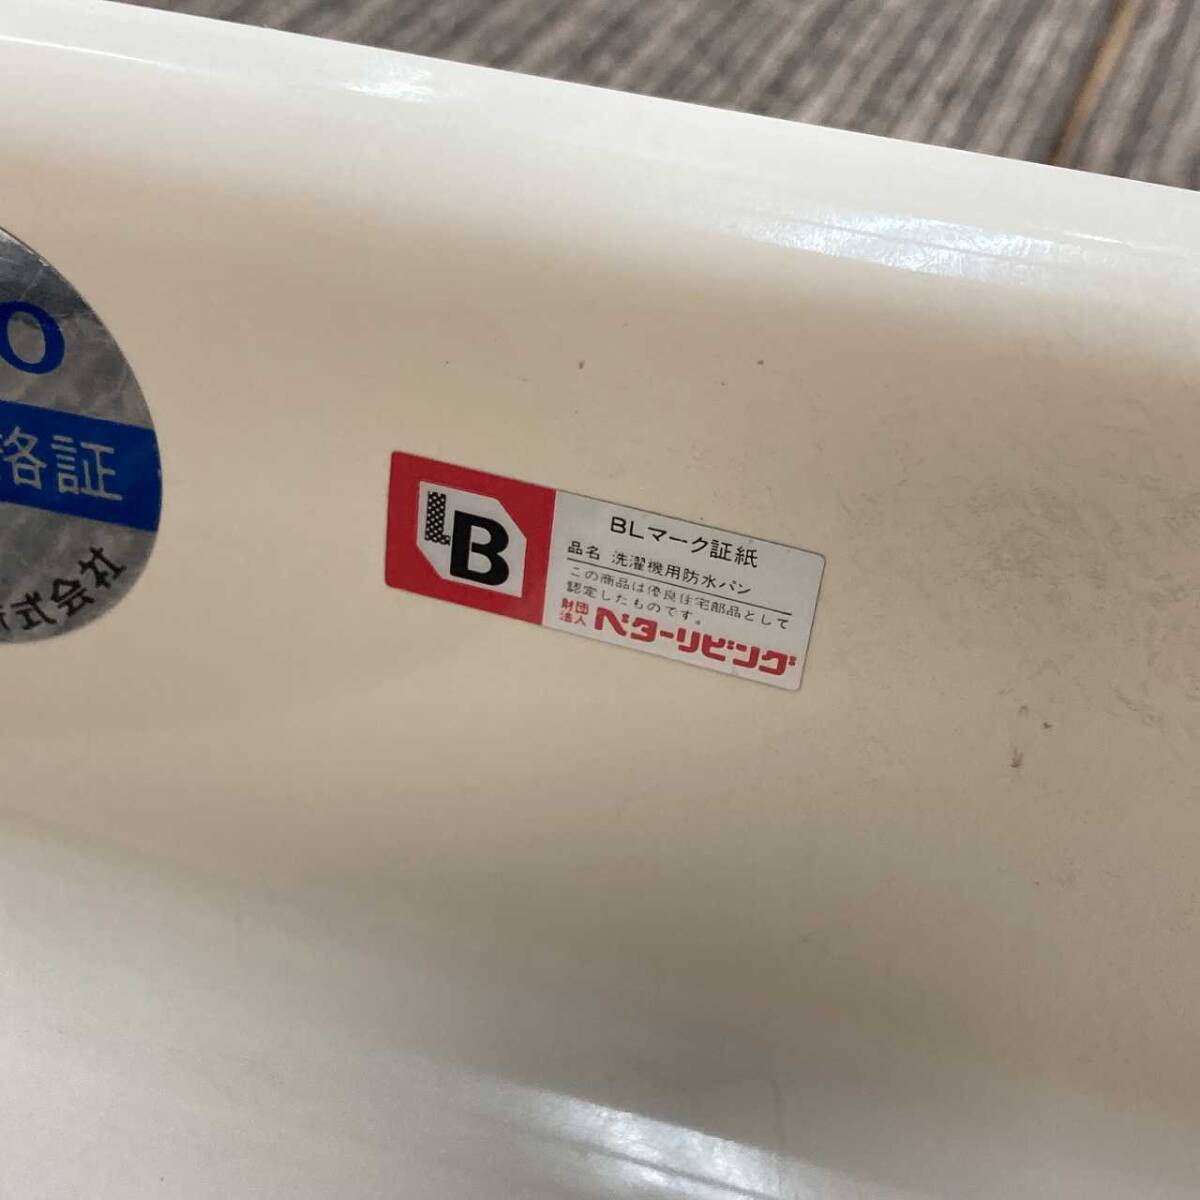 O
格証
式会社
LB
BLマーク証紙
品名 洗濯機用防水パン
この商品は優良住宅部品として
認定したものです。
財団法人 ベターリビング